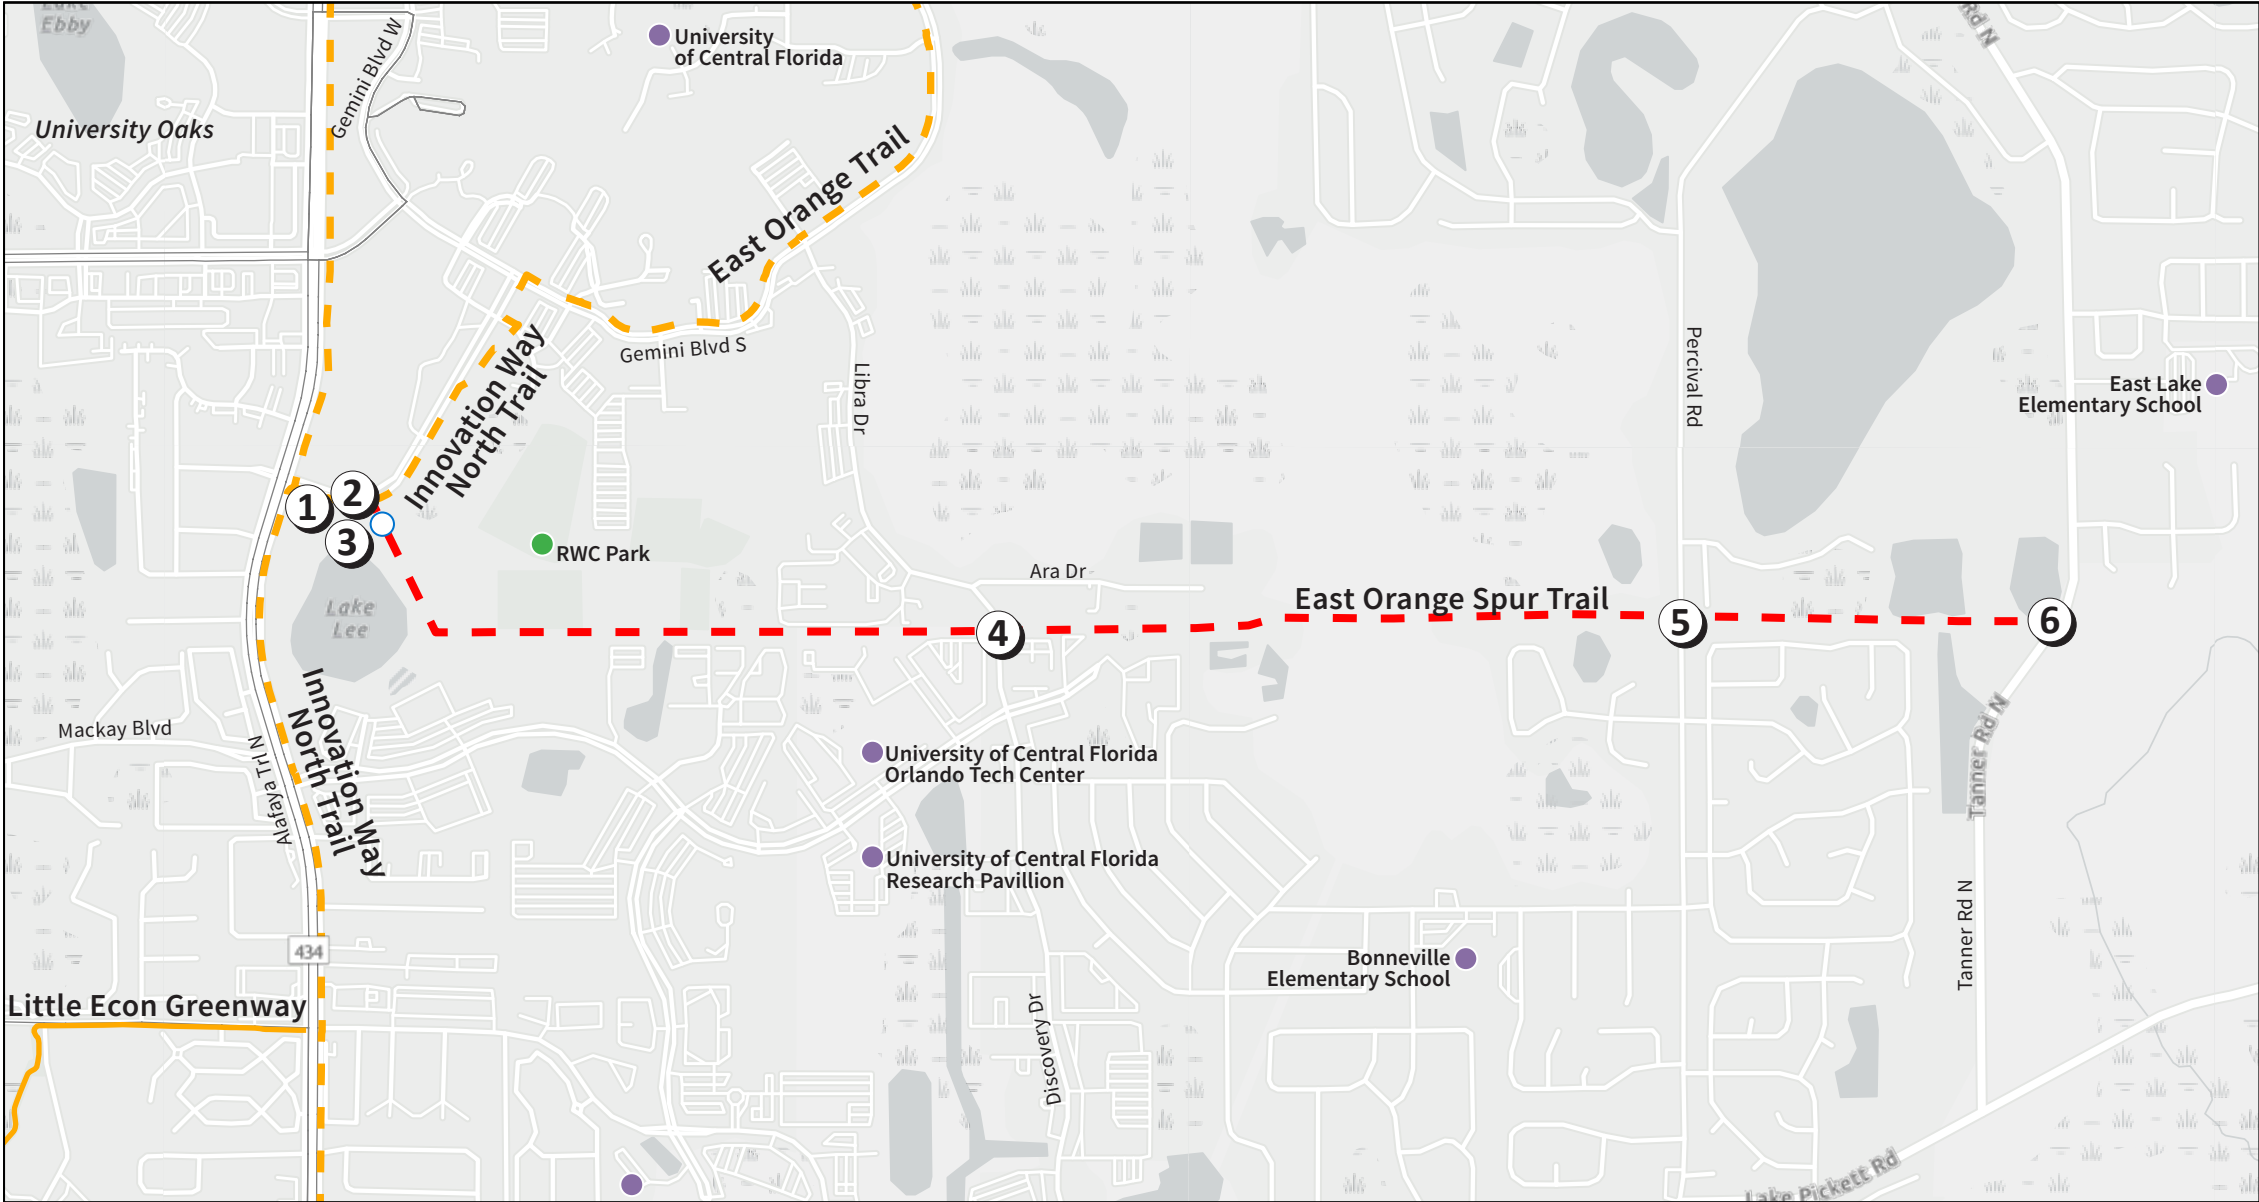 Lake
Ebby
University
of Central Florida
Rd N
Gemini Blvd W
University Oaks
East Orange Trail
Gemini Blvd S
Innovation Way
North Trail
Libra Dr
Percival Rd
East Lake
Elementary School
1
2
3
RWC Park
Ara Dr
East Orange Spur Trail
Lake
Lee
4
5
6
Innovation Way
North Trail
Mackay Blvd
Alafaya Trl N
University of Central Florida
Orlando Tech Center
Tanner Rd N
University of Central Florida
Research Pavillion
Tanner Rd N
434
Bonneville
Elementary School
Little Econ Greenway
Discovery Dr
Lake Pickett Rd